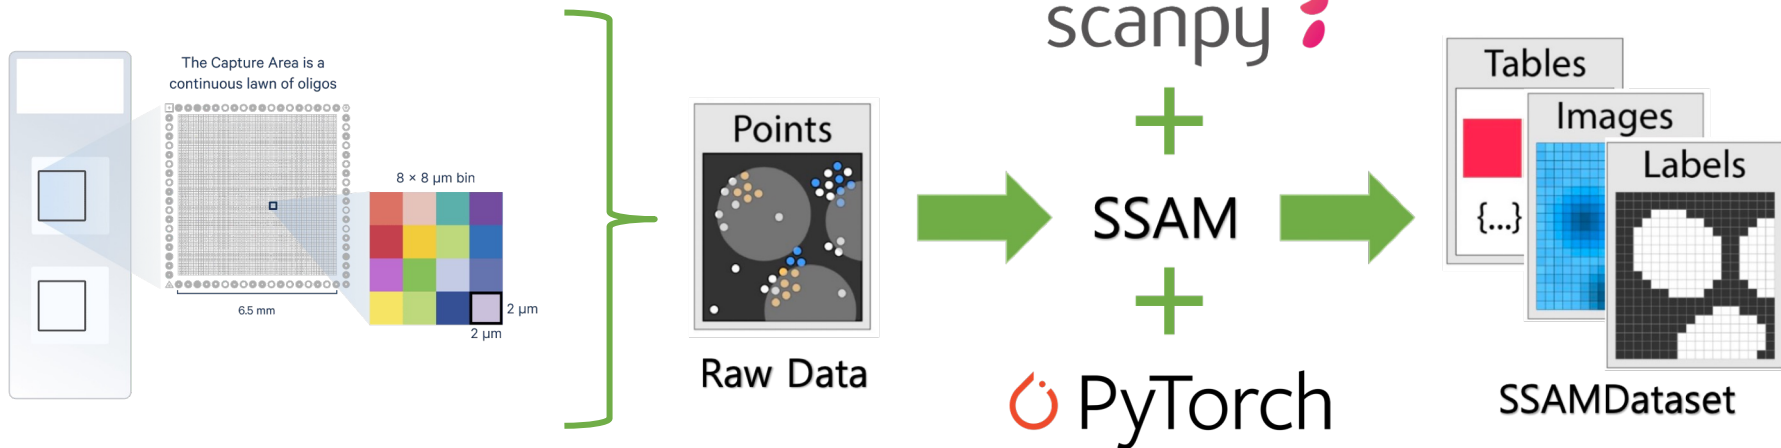 The Capture Area is a
continuous lawn of oligos
6.5 mm
8 × 8 µm bin
2 µm
2 µm
Points
Raw Data
scanpy
SSAM
PyTorch
Tables
{...}
Images
Labels
SSAMDataset